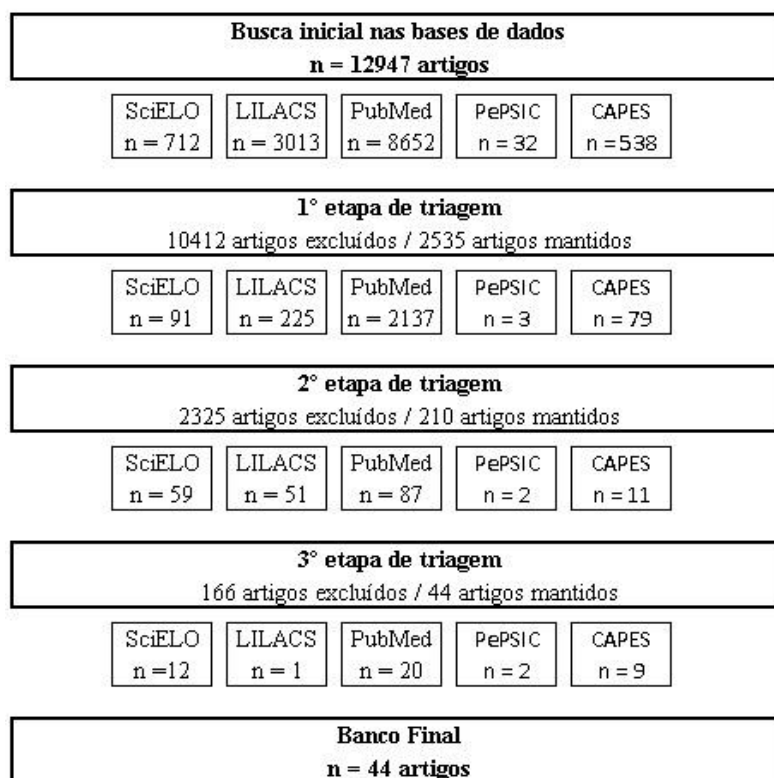 Busca inicial nas bases de dados
n = 12947 artigos
SciELO LILACS PubMed PePSIC CAPES
n = 712 n = 3013 n = 8652 n = 32 n =538
1° etapa de triagem
10412 artigos excluídos / 2535 artigos mantidos
SciELO LILACS PubMed PePSIC CAPES
n = 91 n = 225 n = 2137 n = 3 n = 79
2° etapa de triagem
2325 artigos excluídos / 210 artigos mantidos
SciELO LILACS PubMed PePSIC CAPES
n = 59 n = 51 n = 87 n = 2 n = 11
3° etapa de triagem
166 artigos excluídos / 44 artigos mantidos
SciELO LILACS PubMed PePSIC CAPES
n =12 n = 1 n = 20 n = 2 n = 9
Banco Final
n = 44 artigos